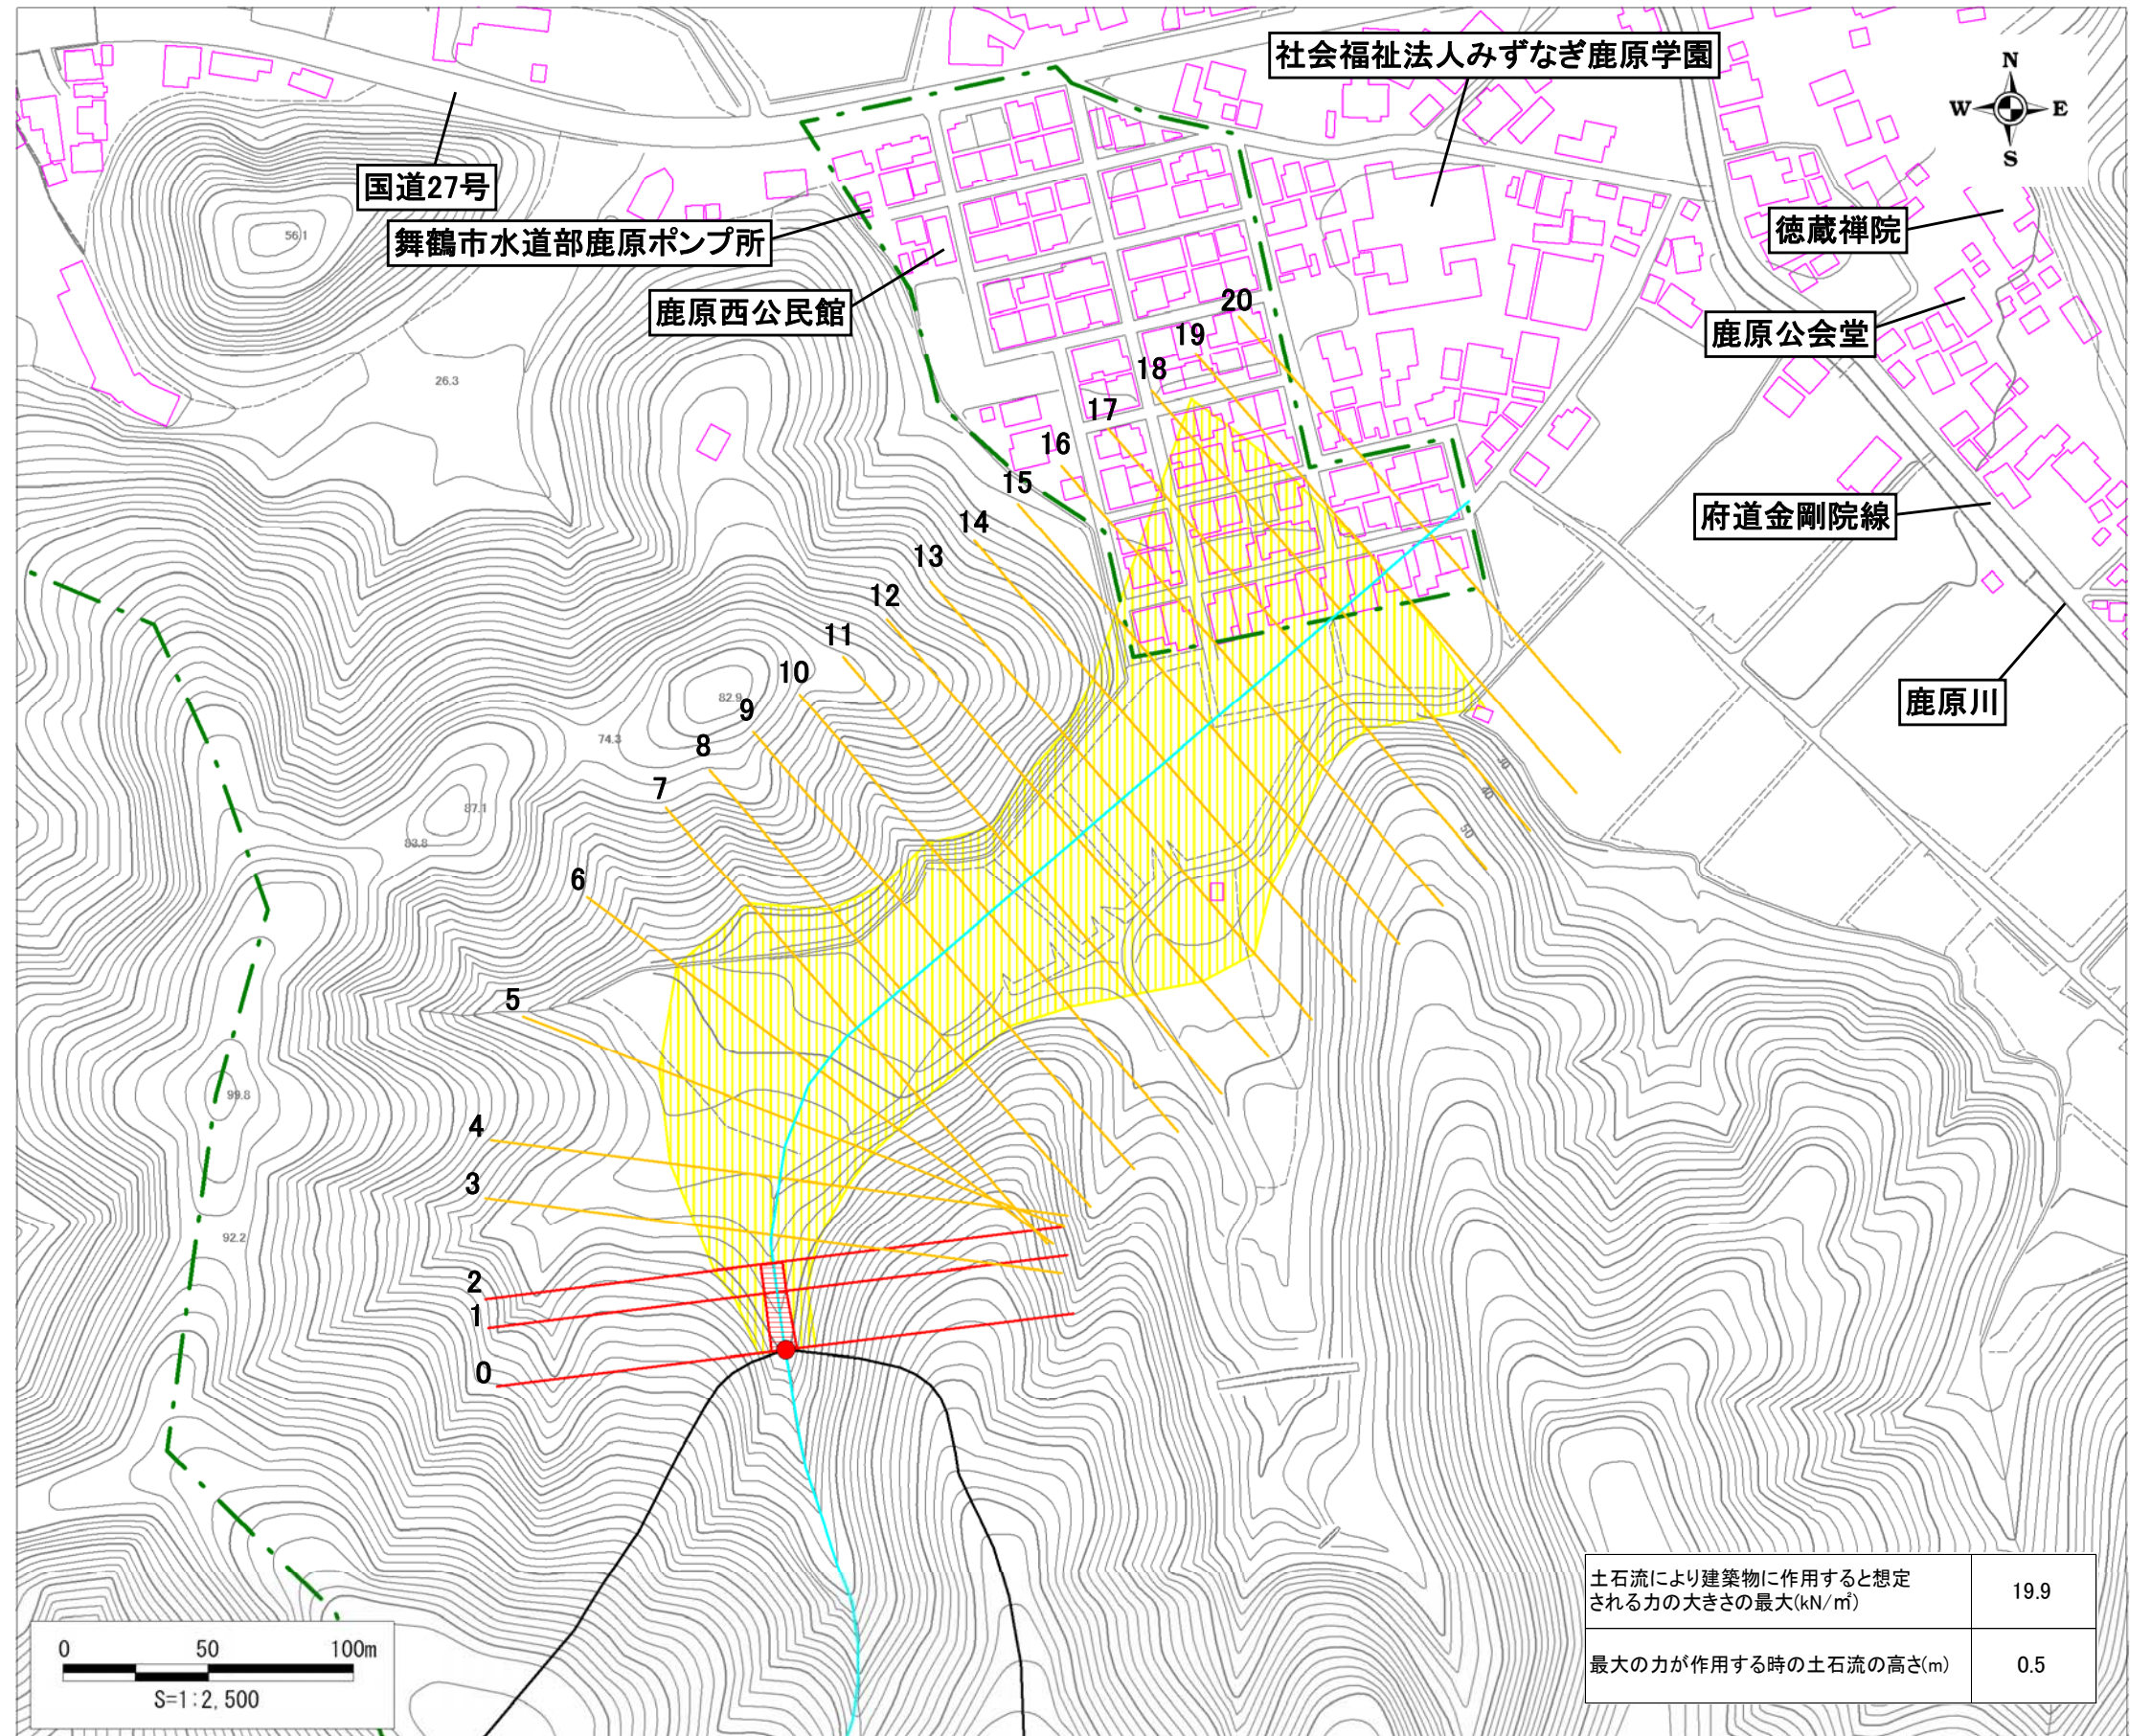 社会福祉法人みずなぎ鹿原学園
N
W
E
S
国道27号
舞鶴市水道部鹿原ポンプ所
鹿原西公民館
徳蔵禅院
鹿原公会堂
府道金剛院線
鹿原川
56.1
26.3
82.9
74.3
87.1
83.8
99.8
92.2
30
40
50
20
19
18
17
16
15
14
13
12
11
10
9
8
7
6
5
4
3
2
1
0
土石流により建築物に作用すると想定
される力の大きさの最大(kN/㎡)
19.9
最大の力が作用する時の土石流の高さ(m)
0.5
0 50 100m
S=1:2,500